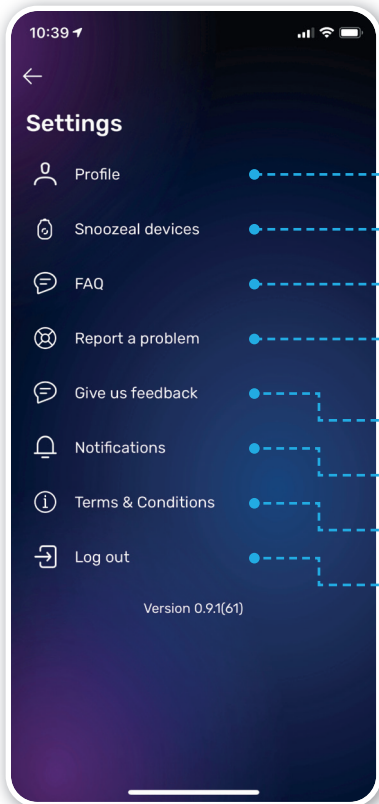 10:39
Settings
Profile
Snoozeal devices
FAQ
Report a problem
Give us feedback
Notifications
Terms & Conditions
Log out
Version 0.9.1(61)